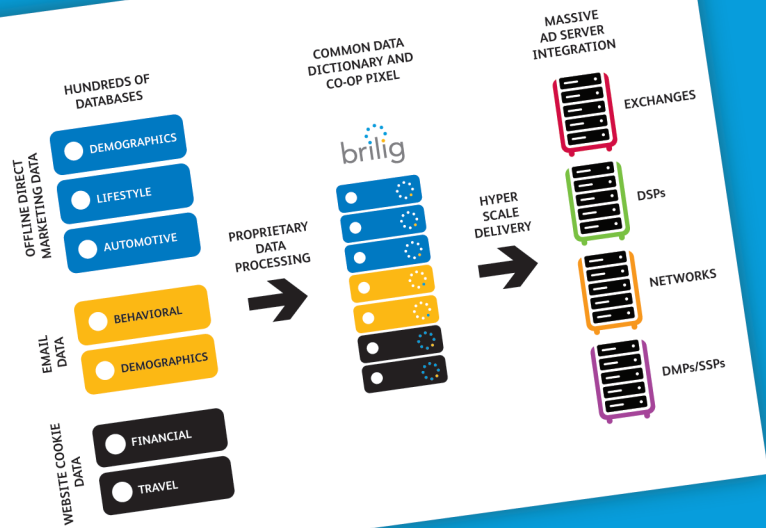 HUNDREDS OF
DATABASES
OFFLINE DIRECT
MARKETING DATA
DEMOGRAPHICS
LIFESTYLE
AUTOMOTIVE
EMAIL
DATA
BEHAVIORAL
DEMOGRAPHICS
WEBSITE COOKIE
DATA
FINANCIAL
TRAVEL
PROPRIETARY
DATA
PROCESSING
COMMON DATA
DICTIONARY AND
CO-OP PIXEL
brilig
HYPER
SCALE
DELIVERY
MASSIVE
AD SERVER
INTEGRATION
EXCHANGES
DSPs
NETWORKS
DMPs/SSPs